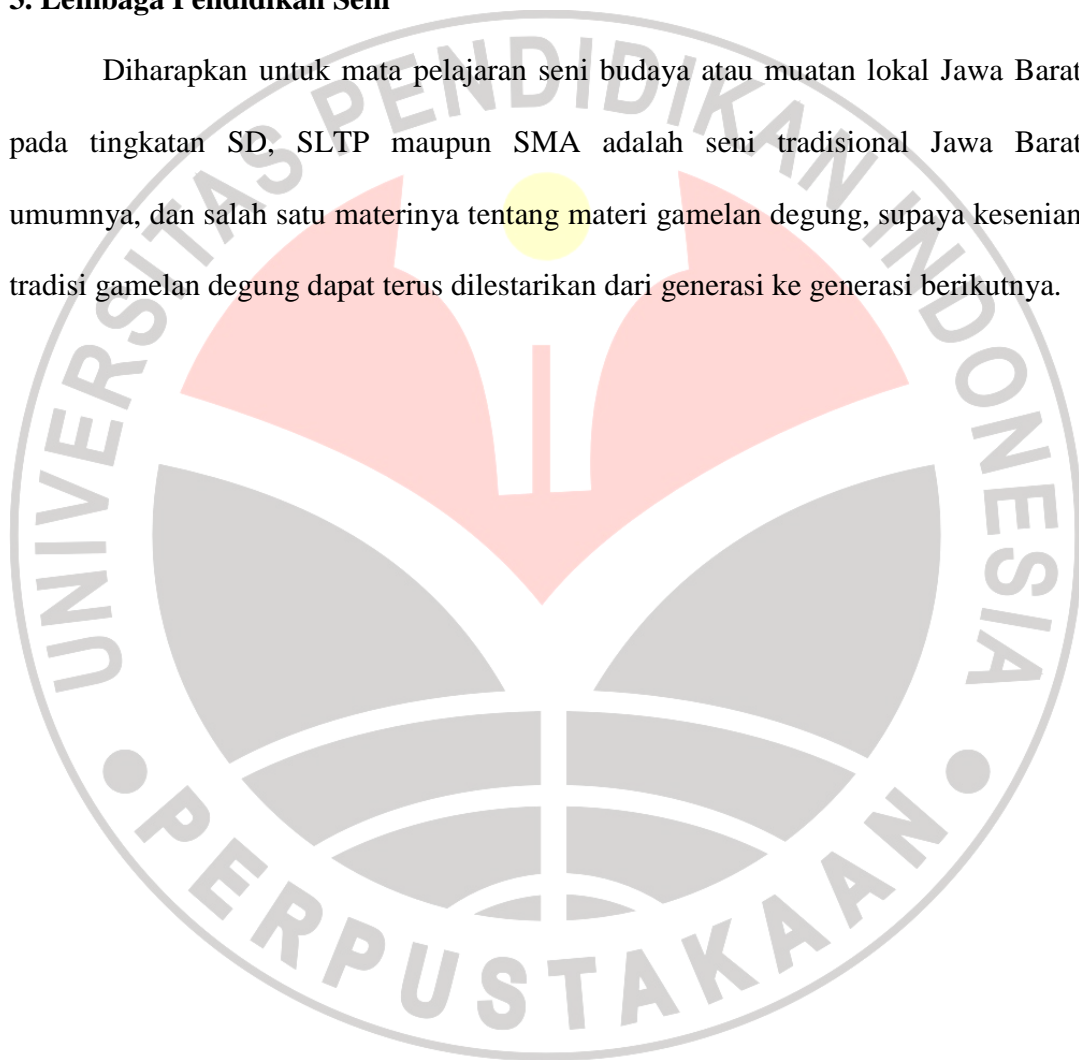 3. Lembaga Pendidikan Seni
Diharapkan untuk mata pelajaran seni budaya atau muatan lokal Jawa Barat
pada tingkatan SD, SLTP maupun SMA adalah seni tradisional Jawa Barat
umumnya, dan salah satu materinya tentang materi gamelan degung, supaya kesenian
tradisi gamelan degung dapat terus dilestarikan dari generasi ke generasi berikutnya.
UNIVERSITAS PENDIDIKAN INDONESIA
PERPUSTAKAAN